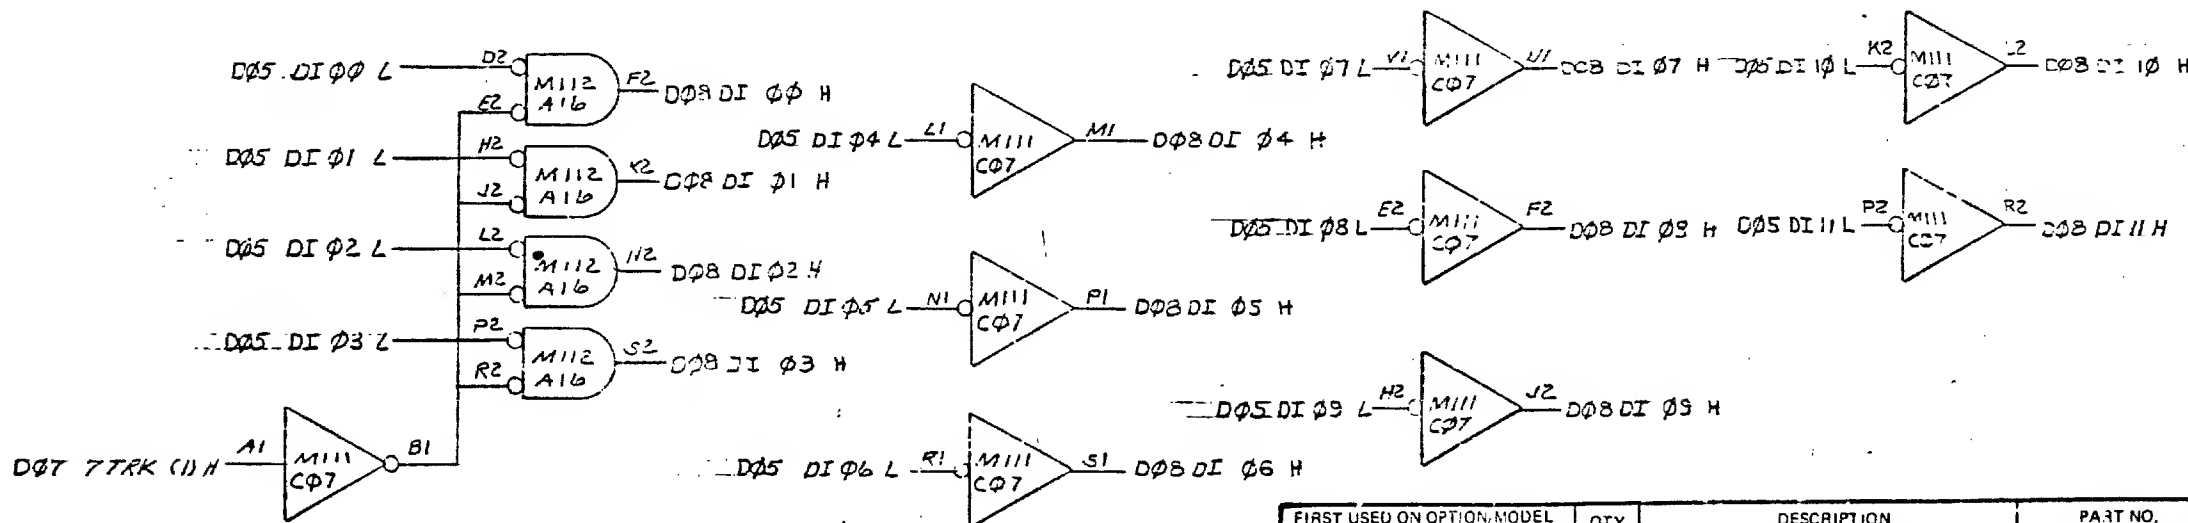 DØ5 DI ØØ L D2 E2 M112 A16 F2 DØ8 DI ØØ H
DØ5 DI Ø1 L H2 J2 M112 A16 K2 DØ8 DI Ø1 H
DØ5 DI Ø2 L L2 M2 M112 A16 N2 DØ8 DI Ø2 H
DØ5 DI Ø3 L P2 R2 M112 A16 S2 DØ8 DI Ø3 H
DØ7 7TRK (1) H A1 M111 CØ7 B1
DØ5 DI Ø4 L L1 M111 CØ7 M1 DØ8 DI Ø4 H
DØ5 DI Ø5 L N1 M111 CØ7 P1 DØ8 DI Ø5 H
DØ5 DI Ø6 L R1 M111 CØ7 S1 DØ8 DI Ø6 H
DØ5 DI Ø7 L V1 M111 CØ7 U1 DØ8 DI Ø7 H
DØ5 DI Ø8 L E2 M111 CØ7 F2 DØ8 DI Ø9 H
DØ5 DI Ø9 L H2 M111 CØ7 J2 DØ8 DI Ø9 H
DØ5 DI 1Ø L K2 M111 CØ7 L2 DØ8 DI 1Ø H
DØ5 DI 11 L P2 M111 CØ7 R2 DØ8 DI 11 H
FIRST USED ON OPTION/MODEL QTY. DESCRIPTION PART NO.